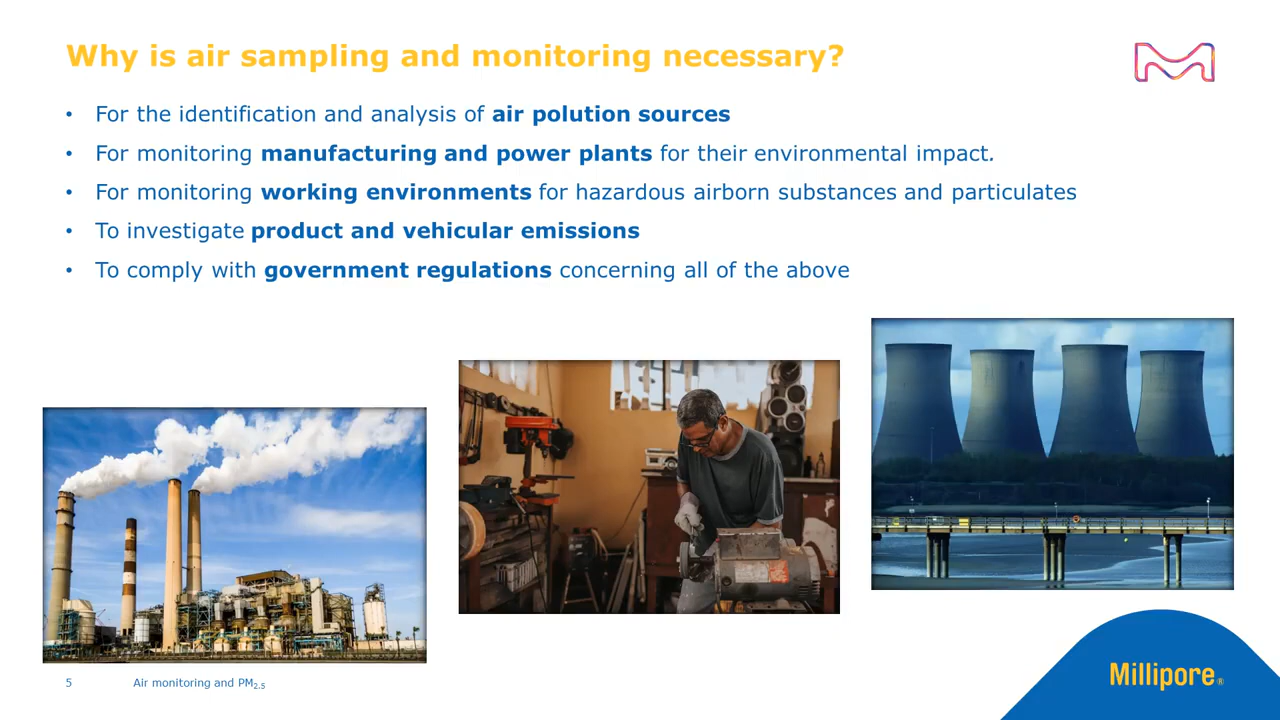 Why is air sampling and monitoring necessary?
• For the identification and analysis of air polution sources
• For monitoring manufacturing and power plants for their environmental impact.
• For monitoring working environments for hazardous airborn substances and particulates
• To investigate product and vehicular emissions
• To comply with government regulations concerning all of the above
5 Air monitoring and PM2.5
Millipore®